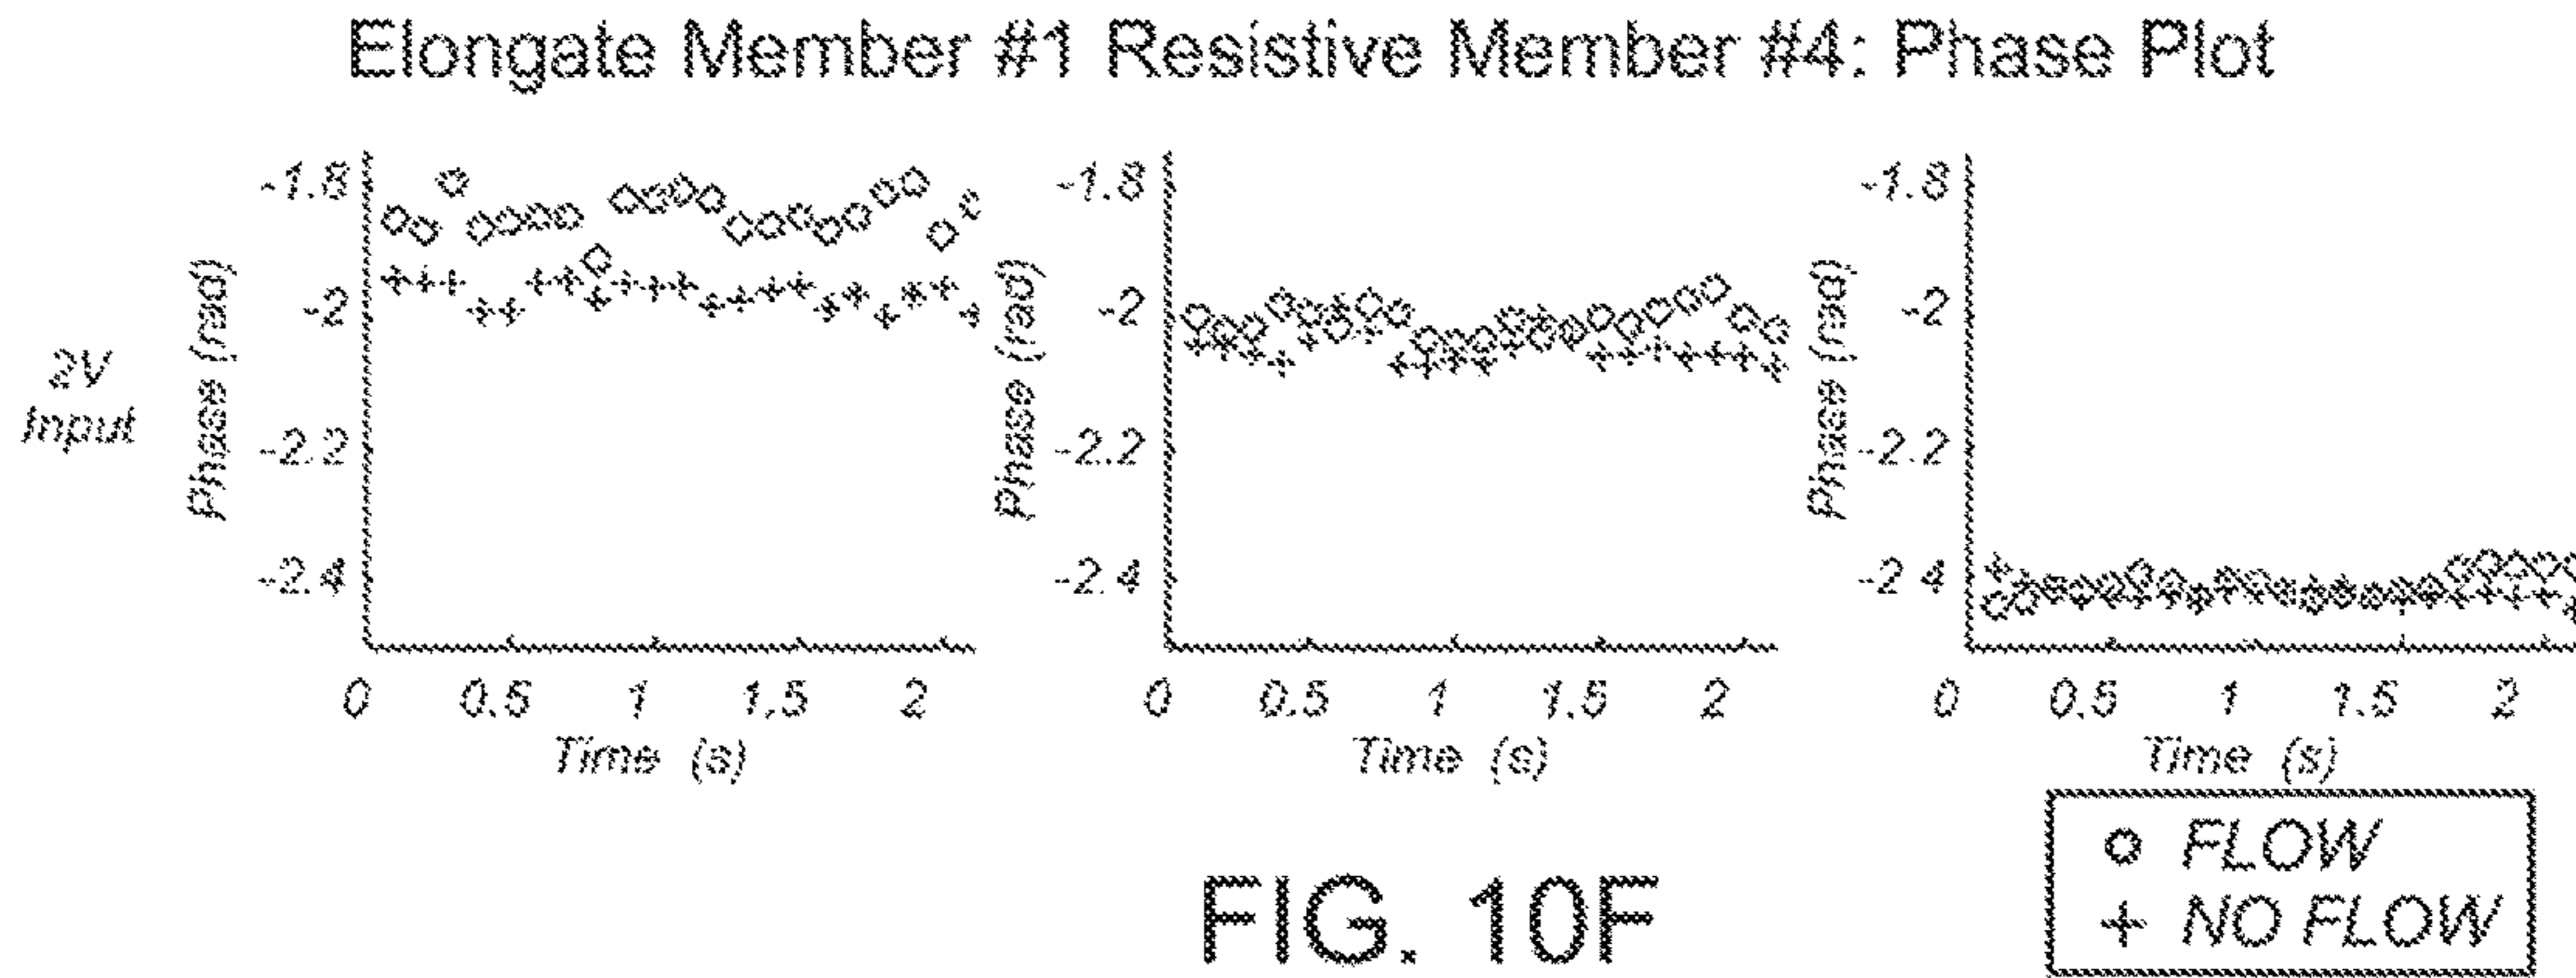 Elongate Member #1 Resistive Member #4: Phase Plot
2V
Input
Phase (rad)
-1.8
-2
-2.2
-2.4
0 0.5 1 1.5 2
Time (s)
Phase (rad)
-1.8
-2
-2.2
-2.4
0 0.5 1 1.5 2
Time (s)
Phase (rad)
-1.8
-2
-2.2
-2.4
0 0.5 1 1.5 2
Time (s)
FLOW
NO FLOW
FIG. 10F